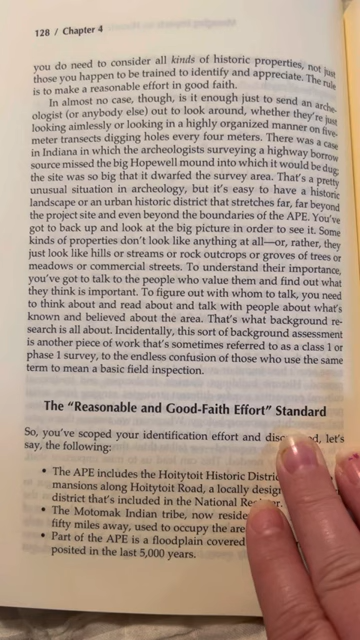 128 / Chapter 4
you do need to consider all kinds of historic properties, not just
those you happen to be trained to identify and appreciate. The rule
is to make a reasonable effort in good faith.
In almost no case, though, is it enough just to send an arche-
ologist (or anybody else) out to look around, whether they're just
looking aimlessly or looking in a highly organized manner on five-
meter transects digging holes every four meters. There was a case
in Indiana in which the archeologists surveying a highway borrow
source missed the big Hopewell mound into which it would be dug;
the site was so big that it dwarfed the survey area. That's a pretty
unusual situation in archeology, but it's easy to have a historic
landscape or an urban historic district that stretches far, far beyond
the project site and even beyond the boundaries of the APE. You've
got to back up and look at the big picture in order to see it. Some
kinds of properties don't look like anything at all—or, rather, they
just look like hills or streams or rock outcrops or groves of trees or
meadows or commercial streets. To understand their importance,
you've got to talk to the people who value them and find out what
they think is important. To figure out with whom to talk, you need
to think about and read about and talk with people about what's
known and believed about the area. That's what background re-
search is all about. Incidentally, this sort of background assessment
is another piece of work that's sometimes referred to as a class 1 or
phase 1 survey, to the endless confusion of those who use the same
term to mean a basic field inspection.
The "Reasonable and Good-Faith Effort" Standard
So, you've scoped your identification effort and let's
say, the following:
• The APE includes the Hoitytoit Historic
mansions along Hoitytoit Road, a locally
district that's included in the National
• The Motomak Indian tribe, now
fifty miles away, used to occupy the
• Part of the APE is a floodplain covered
posited in the last 5,000 years.